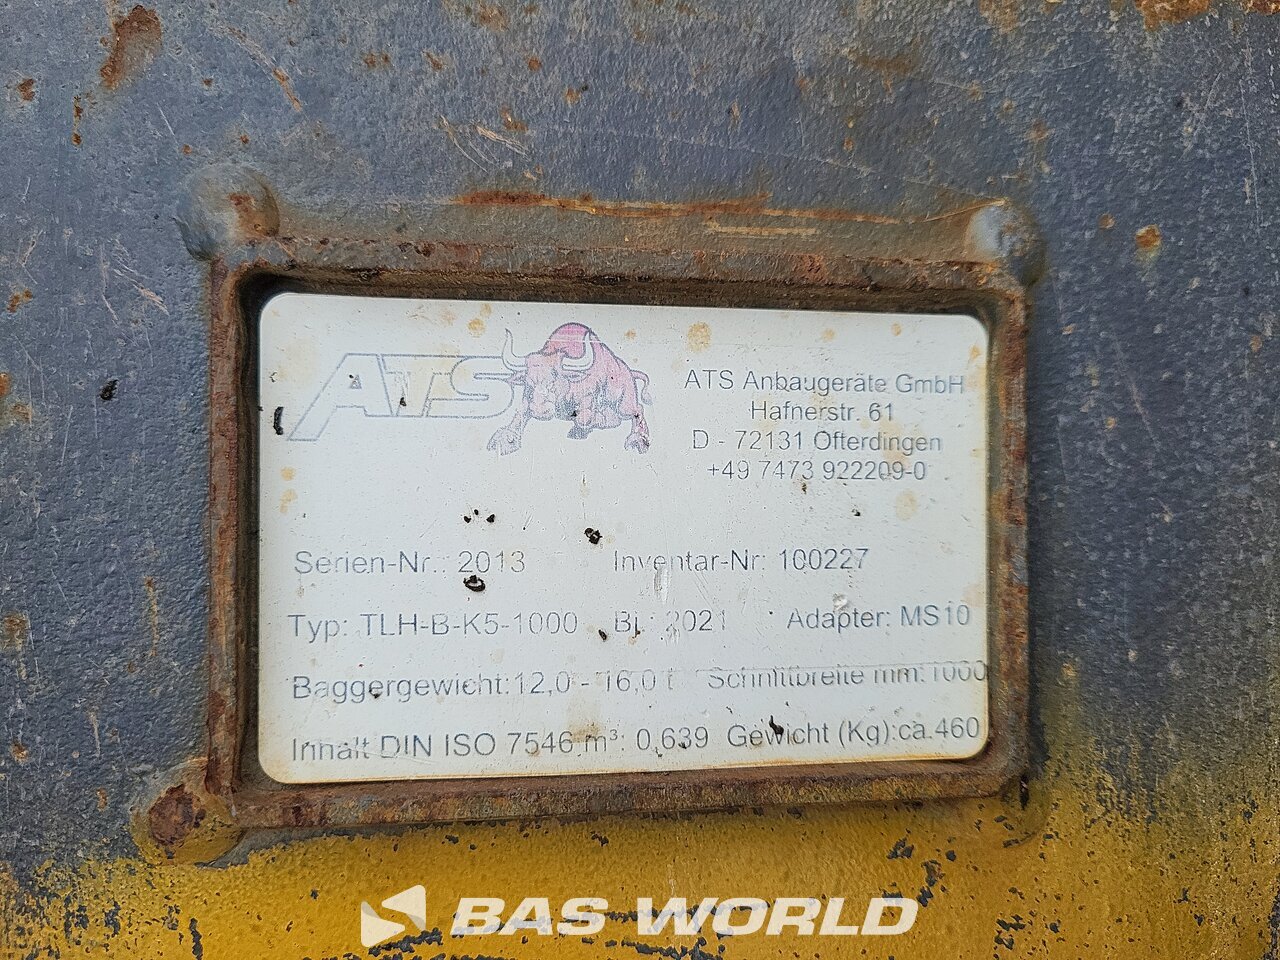 ATS
ATS Anbaugeräte GmbH
Hafnerstr. 61
D - 72131 Ofterdingen
+49 7473 922209-0
Serien-Nr.: 2013 Inventar-Nr: 100227
Typ: TLH-B-K5-1000 Bj.: 2021 Adapter: MS10
Baggergewicht:12,0 - 16,0 t Schnittbreite mm:1000
Inhalt DIN ISO 7546 m³: 0,639 Gewicht (Kg):ca.460
BAS WORLD